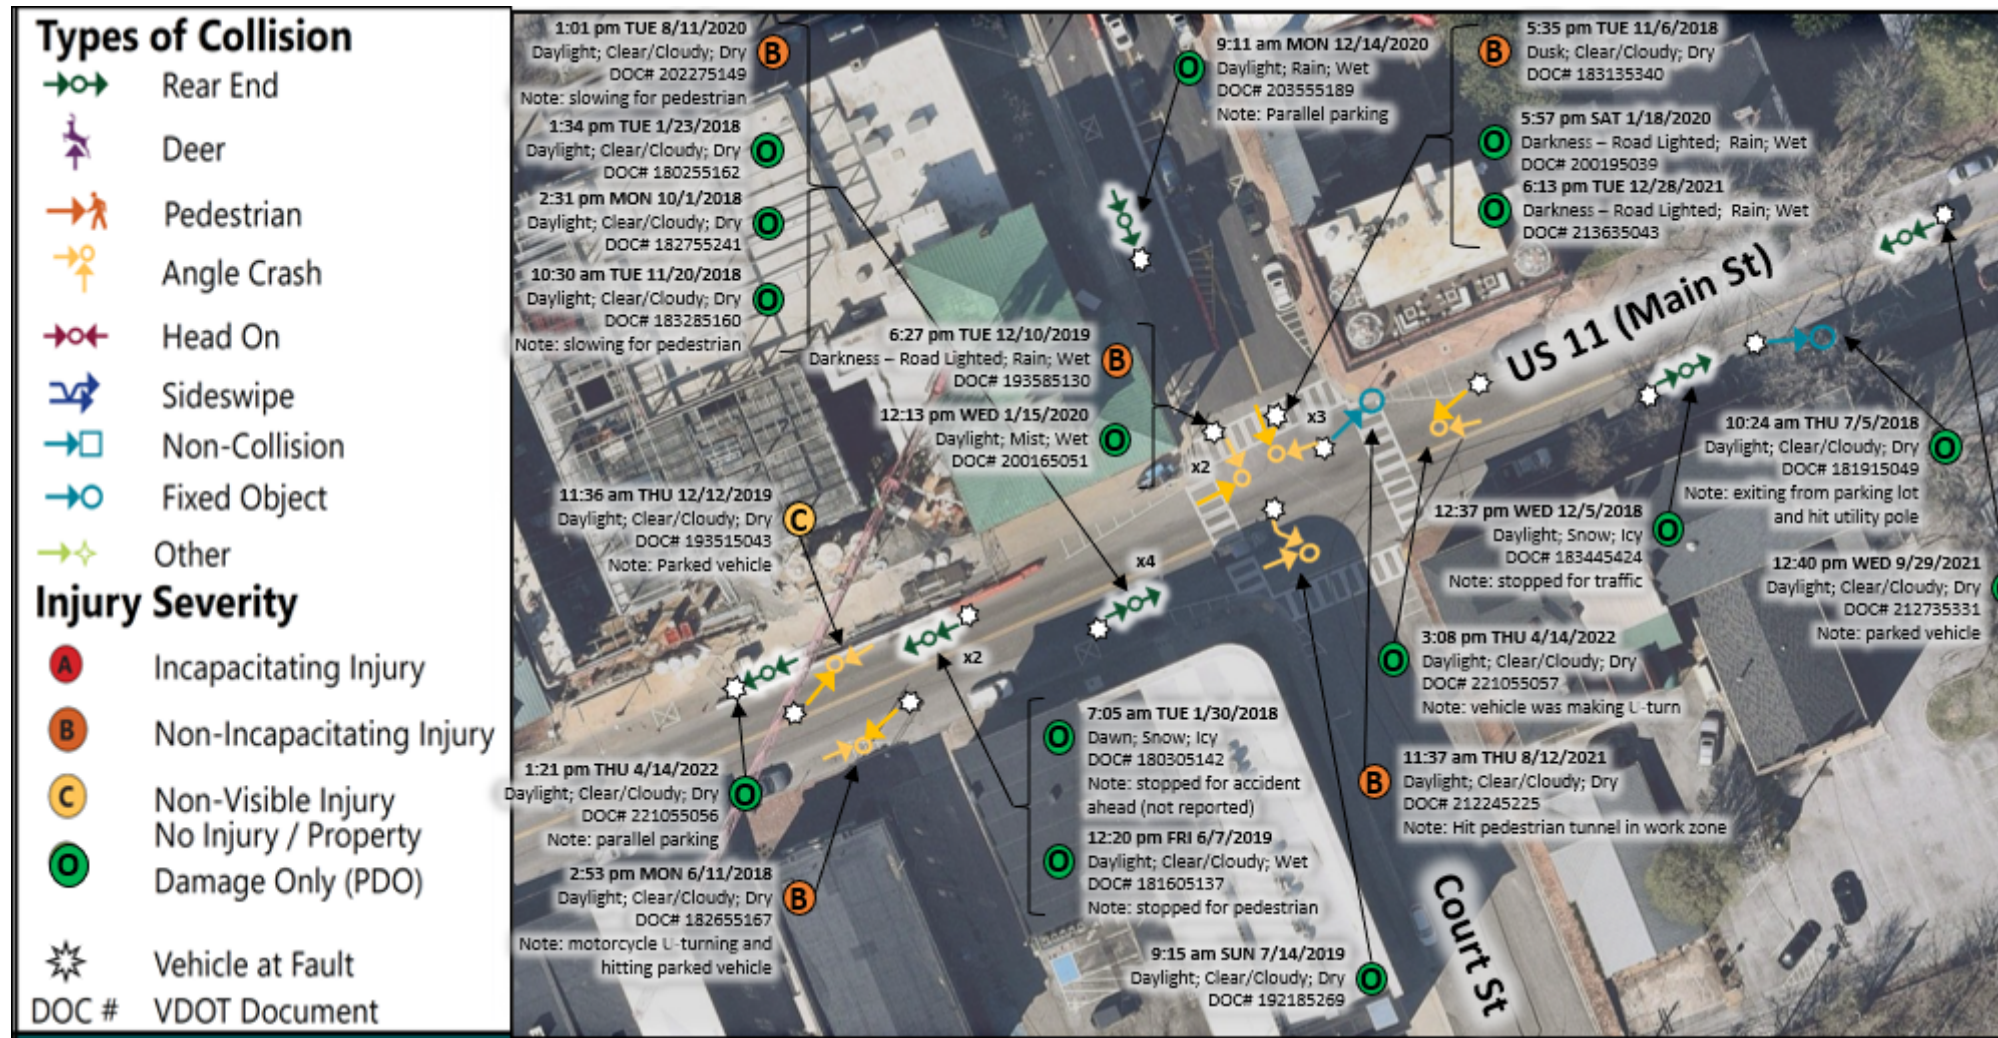 Types of Collision
Rear End
Deer
Pedestrian
Angle Crash
Head On
Sideswipe
Non-Collision
Fixed Object
Other
Injury Severity
A Incapacitating Injury
B Non-Incapacitating Injury
C Non-Visible Injury
No Injury / Property
O Damage Only (PDO)
Vehicle at Fault
DOC # VDOT Document
1:01 pm TUE 8/11/2020
Daylight; Clear/Cloudy; Dry
DOC# 202275149
Note: slowing for pedestrian
B
1:34 pm TUE 1/23/2018
Daylight; Clear/Cloudy; Dry
DOC# 180255162
O
2:31 pm MON 10/1/2018
Daylight; Clear/Cloudy; Dry
DOC# 182755241
O
10:30 am TUE 11/20/2018
Daylight; Clear/Cloudy; Dry
DOC# 183285160
Note: slowing for pedestrian
O
9:11 am MON 12/14/2020
Daylight; Rain; Wet
DOC# 203555189
Note: Parallel parking
O
5:35 pm TUE 11/6/2018
Dusk; Clear/Cloudy; Dry
DOC# 183135340
B
5:57 pm SAT 1/18/2020
Darkness – Road Lighted; Rain; Wet
DOC# 200195039
O
6:13 pm TUE 12/28/2021
Darkness – Road Lighted; Rain; Wet
DOC# 213635043
O
6:27 pm TUE 12/10/2019
Darkness – Road Lighted; Rain; Wet
DOC# 193585130
B
12:13 pm WED 1/15/2020
Daylight; Mist; Wet
DOC# 200165051
O
US 11 (Main St)
x3
x2
x4
x2
11:36 am THU 12/12/2019
Daylight; Clear/Cloudy; Dry
DOC# 193515043
Note: Parked vehicle
C
10:24 am THU 7/5/2018
Daylight; Clear/Cloudy; Dry
DOC# 181915049
Note: exiting from parking lot
and hit utility pole
O
12:37 pm WED 12/5/2018
Daylight; Snow; Icy
DOC# 183445424
Note: stopped for traffic
O
12:40 pm WED 9/29/2021
Daylight; Clear/Cloudy; Dry
DOC# 212735331
Note: parked vehicle
3:08 pm THU 4/14/2022
Daylight; Clear/Cloudy; Dry
DOC# 221055057
Note: vehicle was making U-turn
O
1:21 pm THU 4/14/2022
Daylight; Clear/Cloudy; Dry
DOC# 221055056
Note: parallel parking
O
7:05 am TUE 1/30/2018
Dawn; Snow; Icy
DOC# 180305142
Note: stopped for accident
ahead (not reported)
O
12:20 pm FRI 6/7/2019
Daylight; Clear/Cloudy; Wet
DOC# 181605137
Note: stopped for pedestrian
O
11:37 am THU 8/12/2021
Daylight; Clear/Cloudy; Dry
DOC# 212245225
Note: Hit pedestrian tunnel in work zone
B
2:53 pm MON 6/11/2018
Daylight; Clear/Cloudy; Dry
DOC# 182655167
Note: motorcycle U-turning and
hitting parked vehicle
B
9:15 am SUN 7/14/2019
Daylight; Clear/Cloudy; Dry
DOC# 192185269
O
Court St